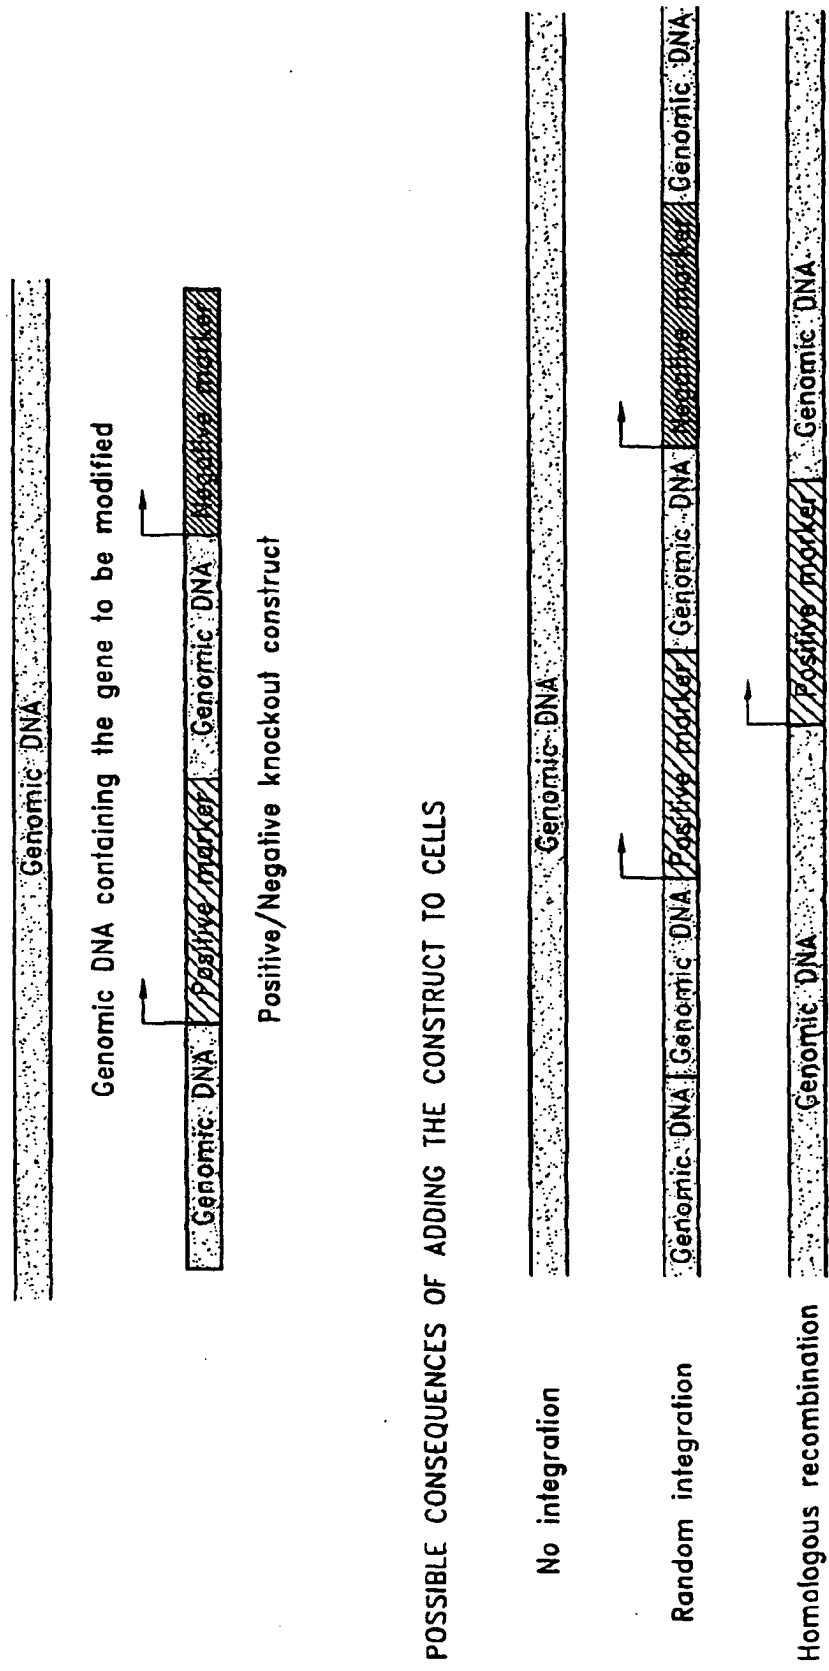 Genomic DNA
Genomic DNA containing the gene to be modified
Genomic DNA Positive marker Genomic DNA Negative marker
Positive/Negative knockout construct
POSSIBLE CONSEQUENCES OF ADDING THE CONSTRUCT TO CELLS
No integration Genomic DNA
Random integration Genomic DNA Genomic DNA Positive marker Genomic DNA Negative marker Genomic DNA
Homologous recombination Genomic DNA Positive marker Genomic DNA